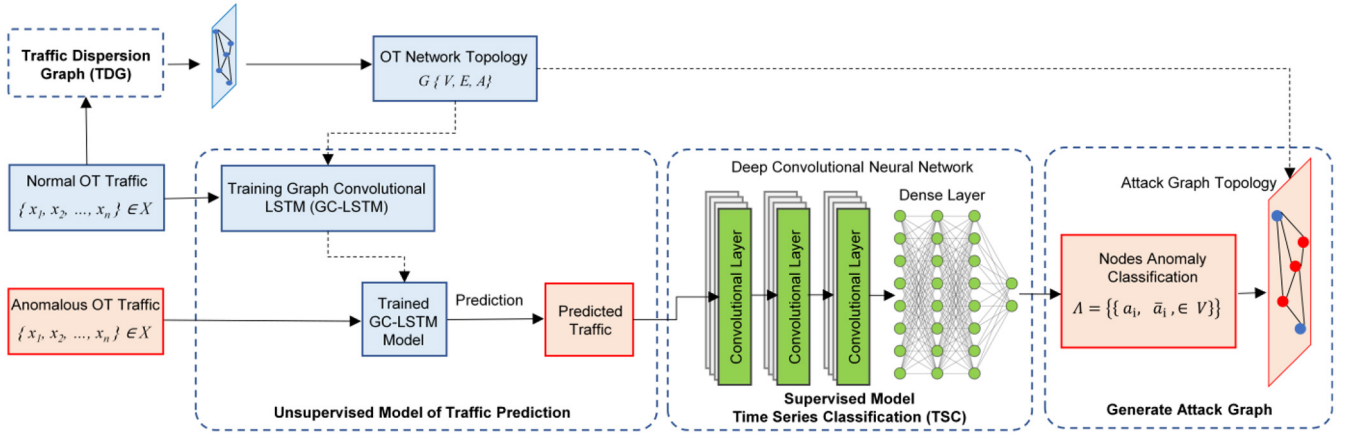 Traffic Dispersion
Graph (TDG)
OT Network Topology
G { V, E, A}
Normal OT Traffic
{ x1, x2, ..., xn } ∈ X
Training Graph Convolutional
LSTM (GC-LSTM)
Anomalous OT Traffic
{ x1, x2, ..., xn } ∈ X
Trained
GC-LSTM
Model
Prediction
Predicted
Traffic
Unsupervised Model of Traffic Prediction
Deep Convolutional Neural Network
Dense Layer
Convolutional Layer
Convolutional Layer
Convolutional Layer
Supervised Model
Time Series Classification (TSC)
Attack Graph Topology
Nodes Anomaly
Classification
Λ = {{ ai, āi , ∈ V}}
Generate Attack Graph